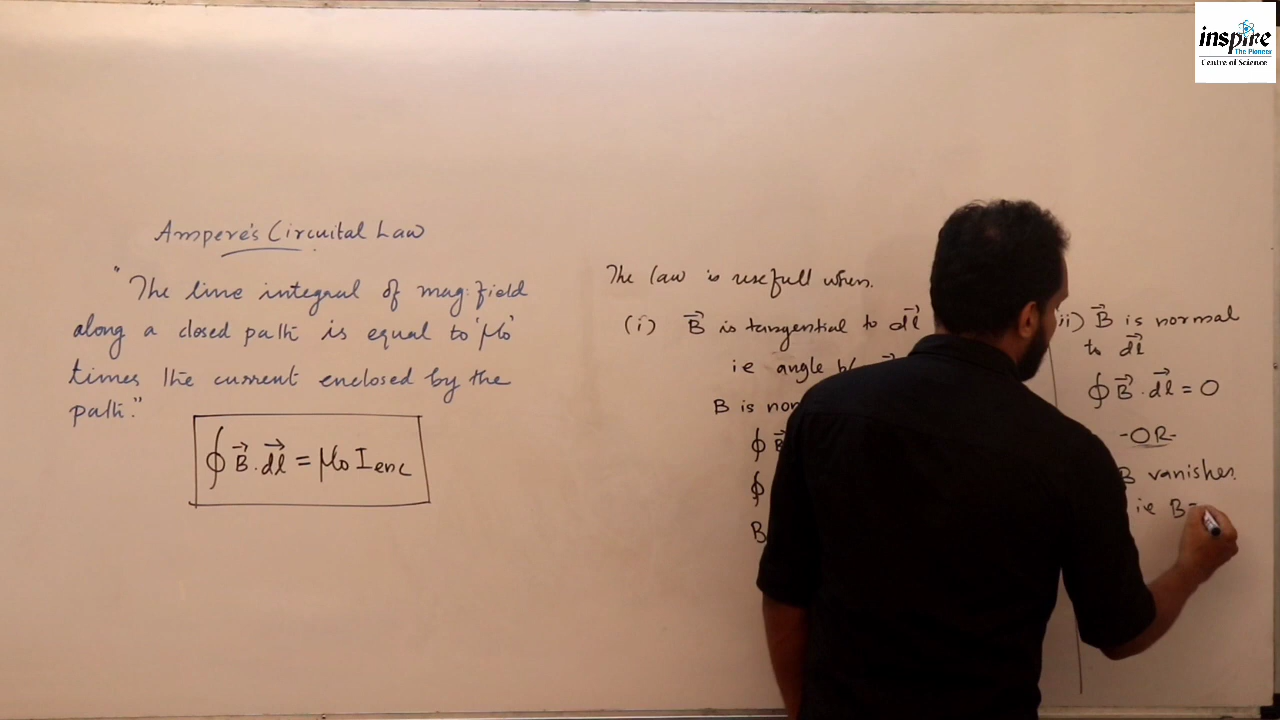 inspire
The Pioneer
Centre of Science
Ampere's Circuital Law
"The line integral of mag. field
along a closed path is equal to 'μo'
times the current enclosed by the
path."
∮ B⃗ . dl⃗ = μo I enc
The law is usefull when.
(i) B⃗ is tangential to dl⃗
ie angle b/
B is non
∮ B⃗
∮
B
ii) B⃗ is normal
to dl⃗
∮ B⃗ . dl⃗ = 0
-OR-
B vanishes.
ie B=